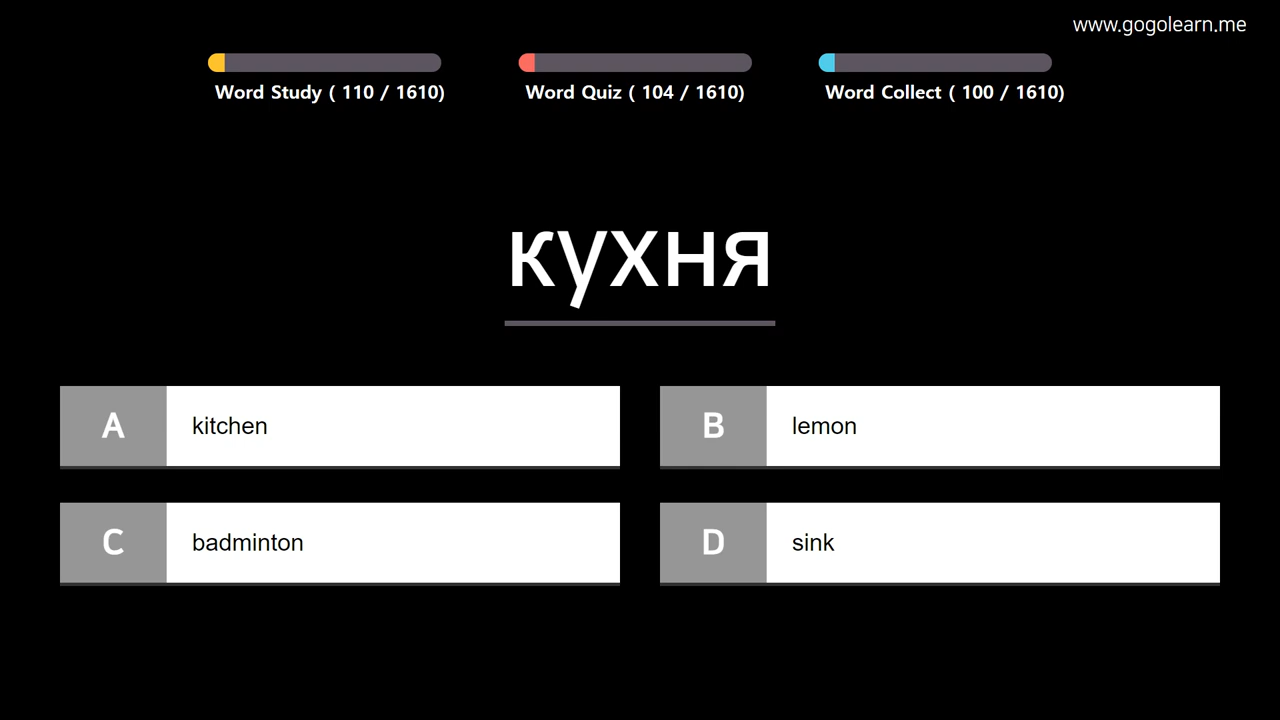 www.gogolearn.me
Word Study ( 110 / 1610)
Word Quiz ( 104 / 1610)
Word Collect ( 100 / 1610)
кухня
A kitchen
B lemon
C badminton
D sink